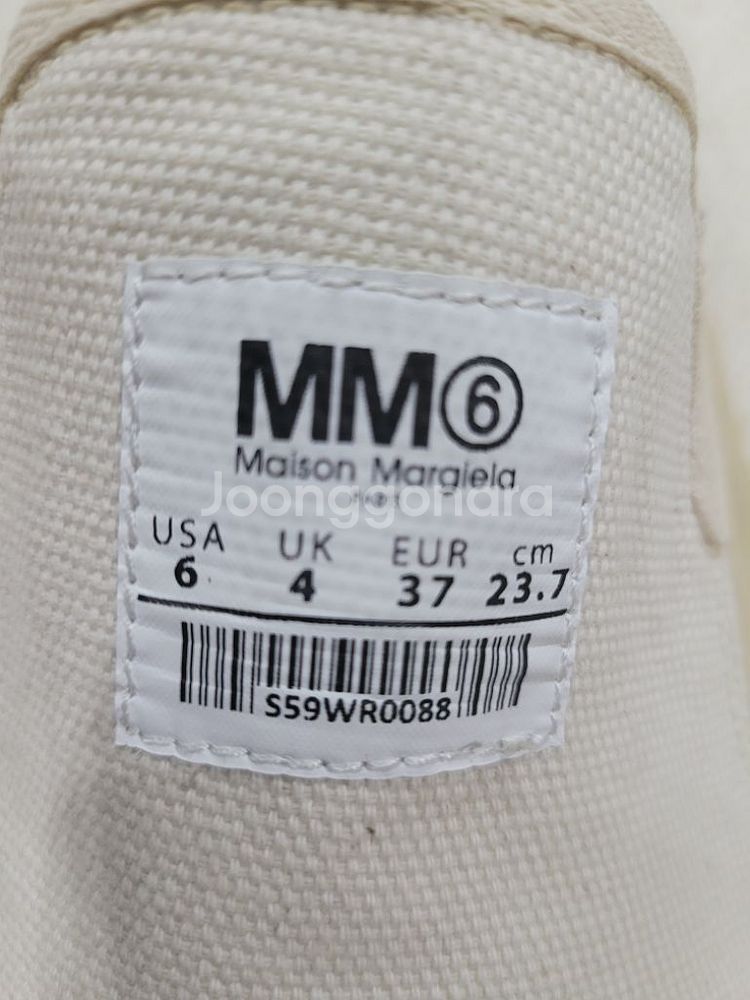 MM⑥
Maison Margiela
Joonggonara
USA UK EUR cm
6 4 37 23.7
S59WR0088